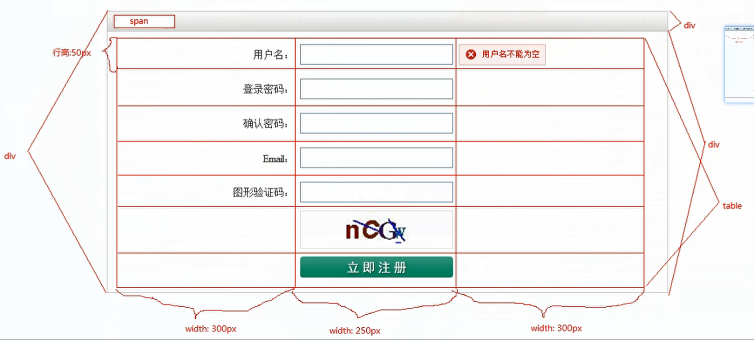 span
div
行高:50px
用户名：
用户名不能为空
登录密码：
确认密码：
div
div
Email：
图形验证码：
table
nCGw
立即注册
width: 300px
width: 250px
width: 300px